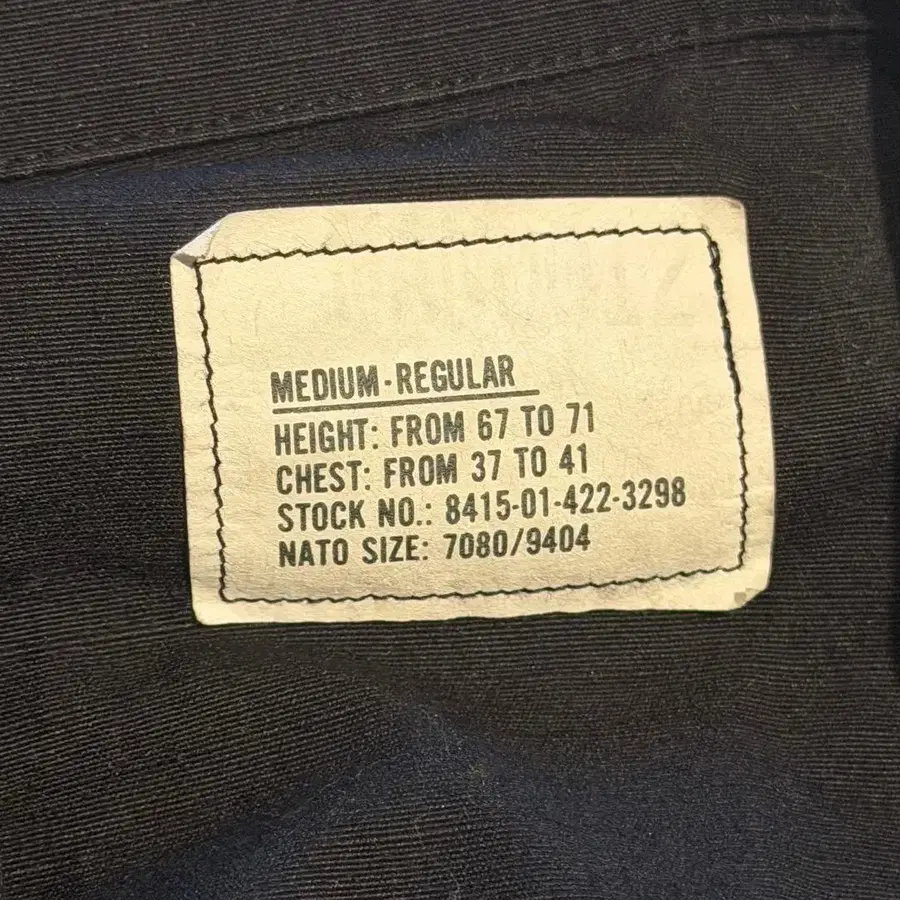 MEDIUM-REGULAR
HEIGHT: FROM 67 TO 71
CHEST: FROM 37 TO 41
STOCK NO.: 8415-01-422-3298
NATO SIZE: 7080/9404